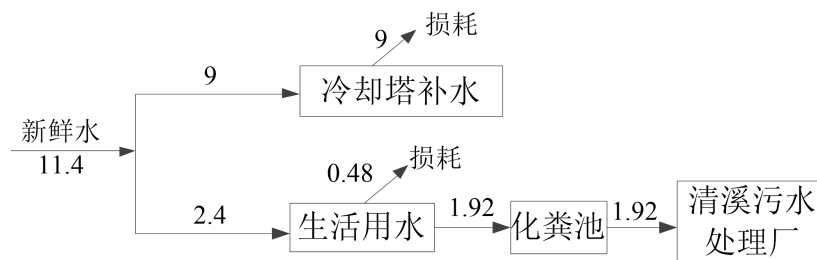 9
损耗
9
冷却塔补水
新鲜水
11.4
0.48
损耗
2.4
生活用水
1.92
化粪池
1.92
清溪污水
处理厂